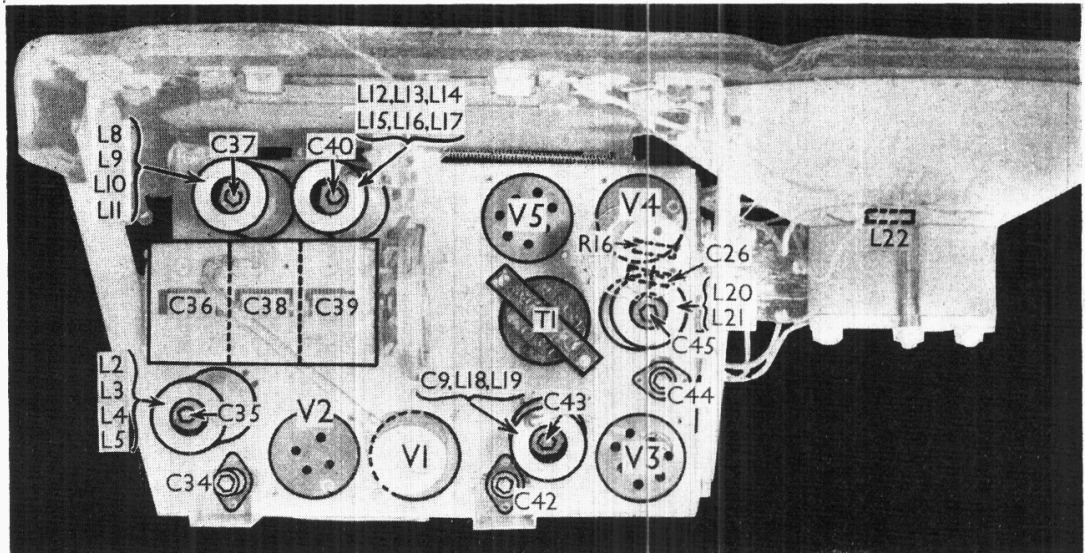 L12,L13,L14
L15,L16,L17
L8
L9
L10
L11
C37
C40
V5
V4
R16
C26
L22
C36
C38
C39
T1
L20
L21
C45
L2
L3
L4
L5
C35
C9,L18,L19
C43
C44
V2
V1
V3
C34
C42